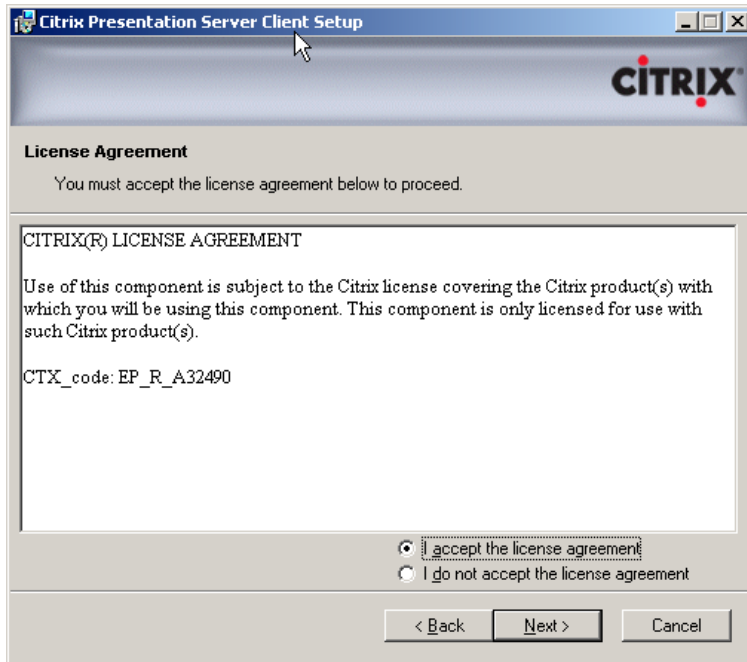 Citrix Presentation Server Client Setup
CITRIX
License Agreement
You must accept the license agreement below to proceed.
CITRIX(R) LICENSE AGREEMENT
Use of this component is subject to the Citrix license covering the Citrix product(s) with
which you will be using this component. This component is only licensed for use with
such Citrix product(s).
CTX_code: EP_R_A32490
I accept the license agreement
I do not accept the license agreement
< Back
Next >
Cancel